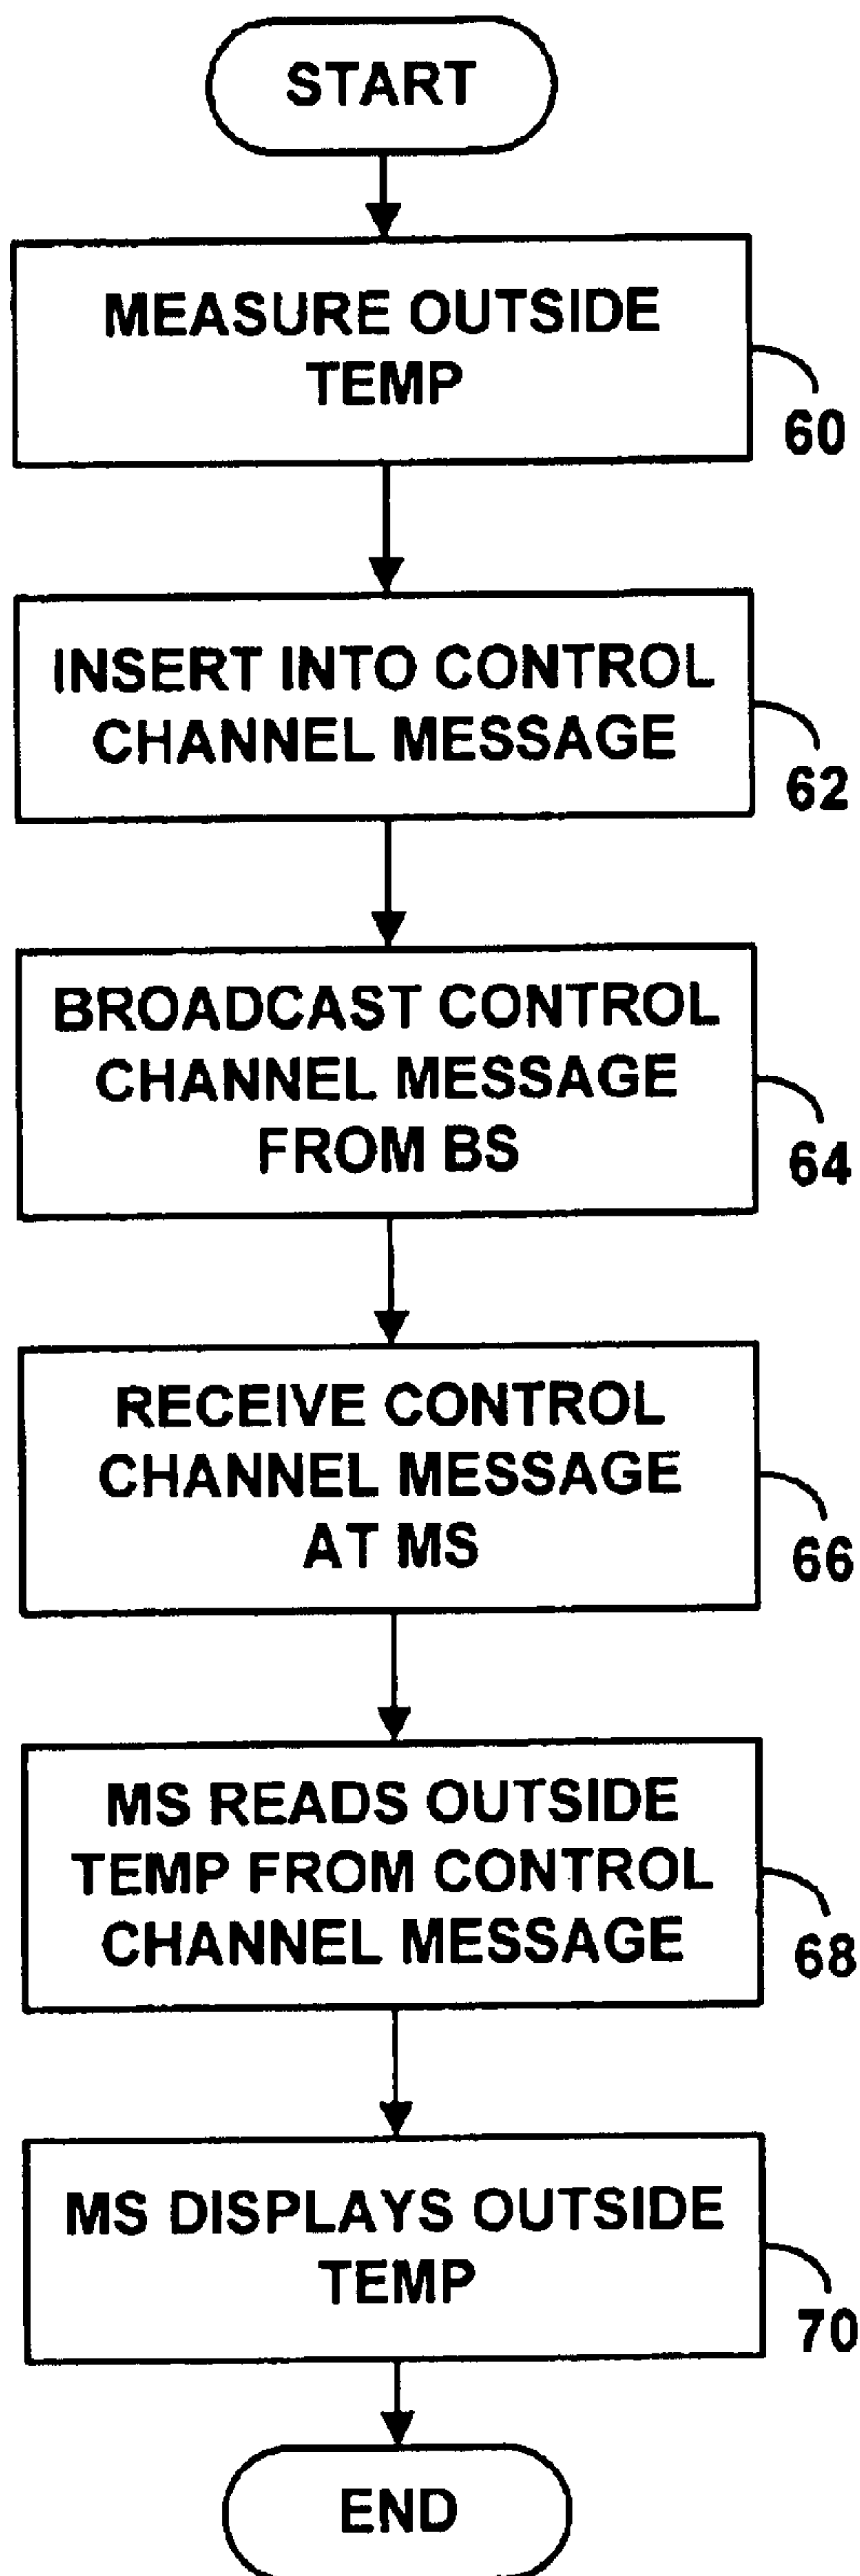 START
MEASURE OUTSIDE
TEMP
60
INSERT INTO CONTROL
CHANNEL MESSAGE
62
BROADCAST CONTROL
CHANNEL MESSAGE
FROM BS
64
RECEIVE CONTROL
CHANNEL MESSAGE
AT MS
66
MS READS OUTSIDE
TEMP FROM CONTROL
CHANNEL MESSAGE
68
MS DISPLAYS OUTSIDE
TEMP
70
END